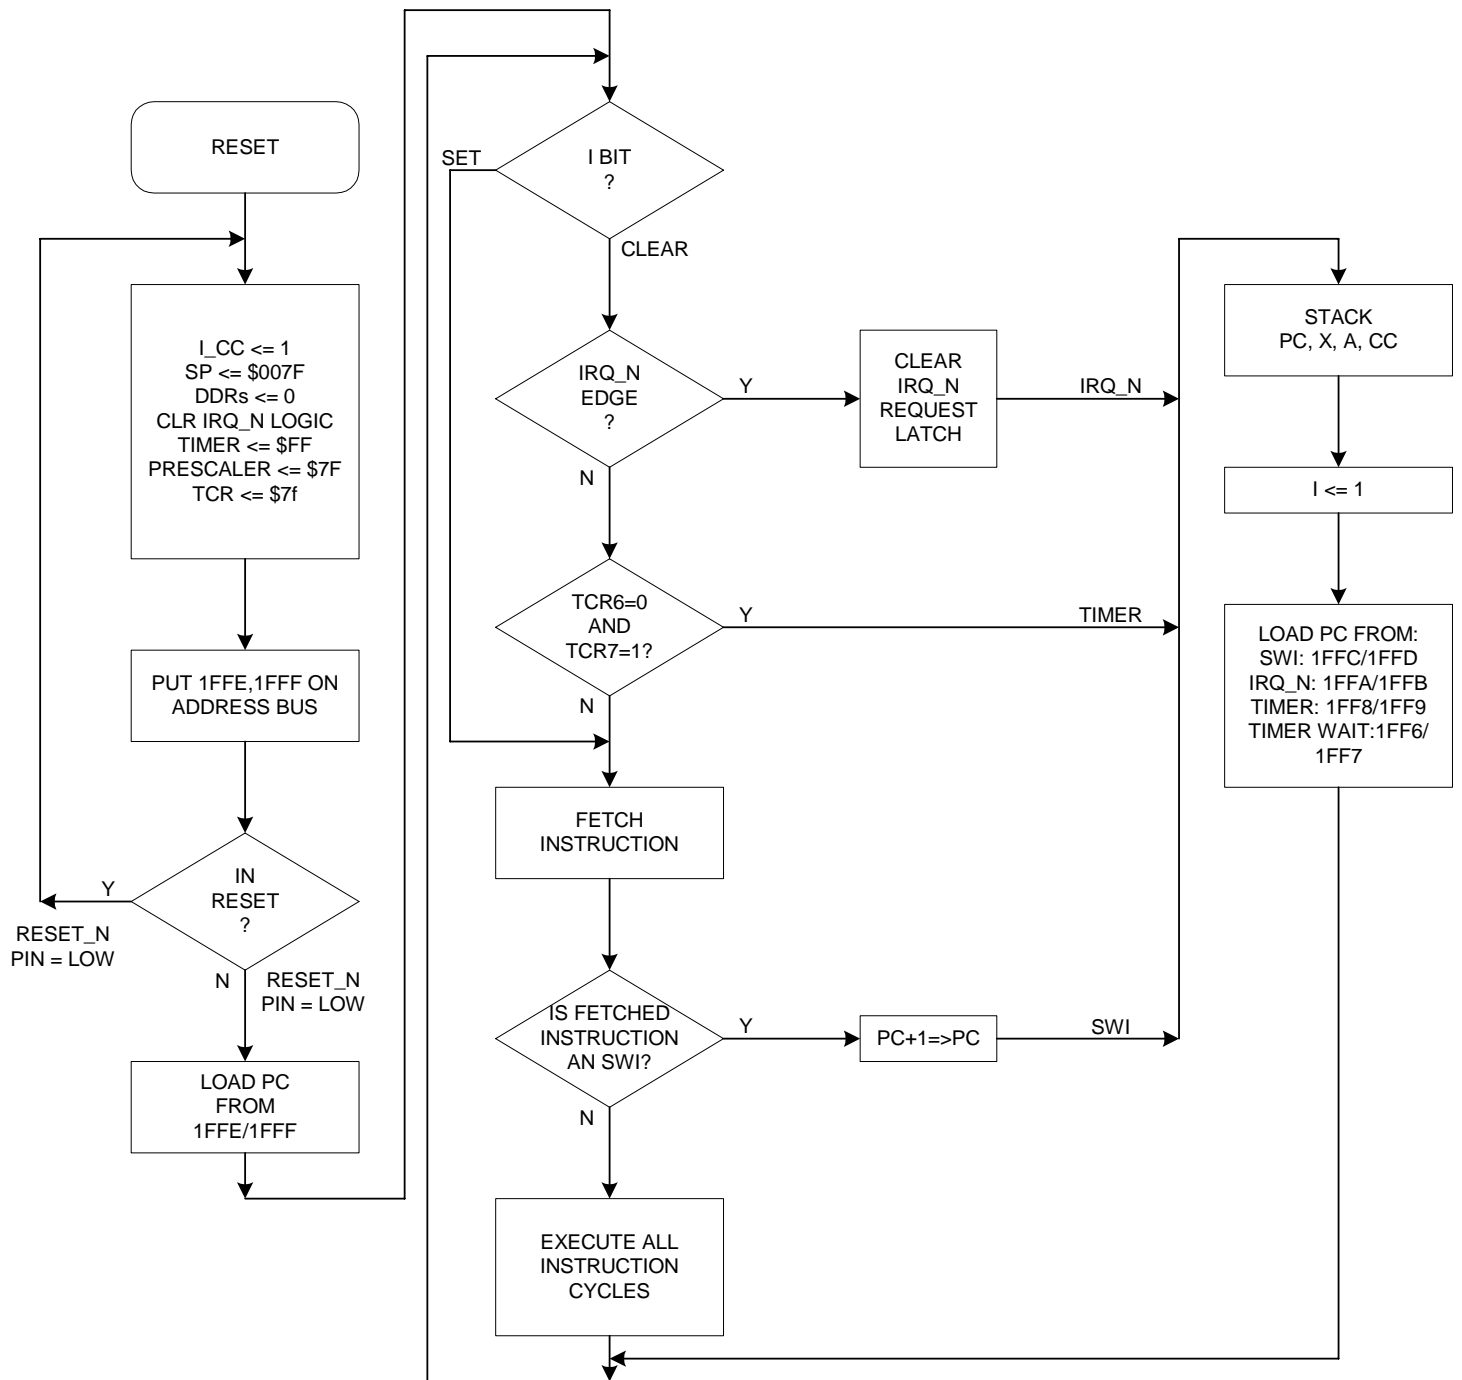 RESET
I_CC <= 1
SP <= $007F
DDRs <= 0
CLR IRQ_N LOGIC
TIMER <= $FF
PRESCALER <= $7F
TCR <= $7f
PUT 1FFE,1FFF ON
ADDRESS BUS
IN
RESET
?
Y
RESET_N
PIN = LOW
N
RESET_N
PIN = LOW
LOAD PC
FROM
1FFE/1FFF
I BIT
?
SET
CLEAR
IRQ_N
EDGE
?
Y
N
CLEAR
IRQ_N
REQUEST
LATCH
IRQ_N
TCR6=0
AND
TCR7=1?
Y
TIMER
N
FETCH
INSTRUCTION
IS FETCHED
INSTRUCTION
AN SWI?
Y
PC+1=>PC
SWI
N
EXECUTE ALL
INSTRUCTION
CYCLES
STACK
PC, X, A, CC
I <= 1
LOAD PC FROM:
SWI: 1FFC/1FFD
IRQ_N: 1FFA/1FFB
TIMER: 1FF8/1FF9
TIMER WAIT:1FF6/
1FF7